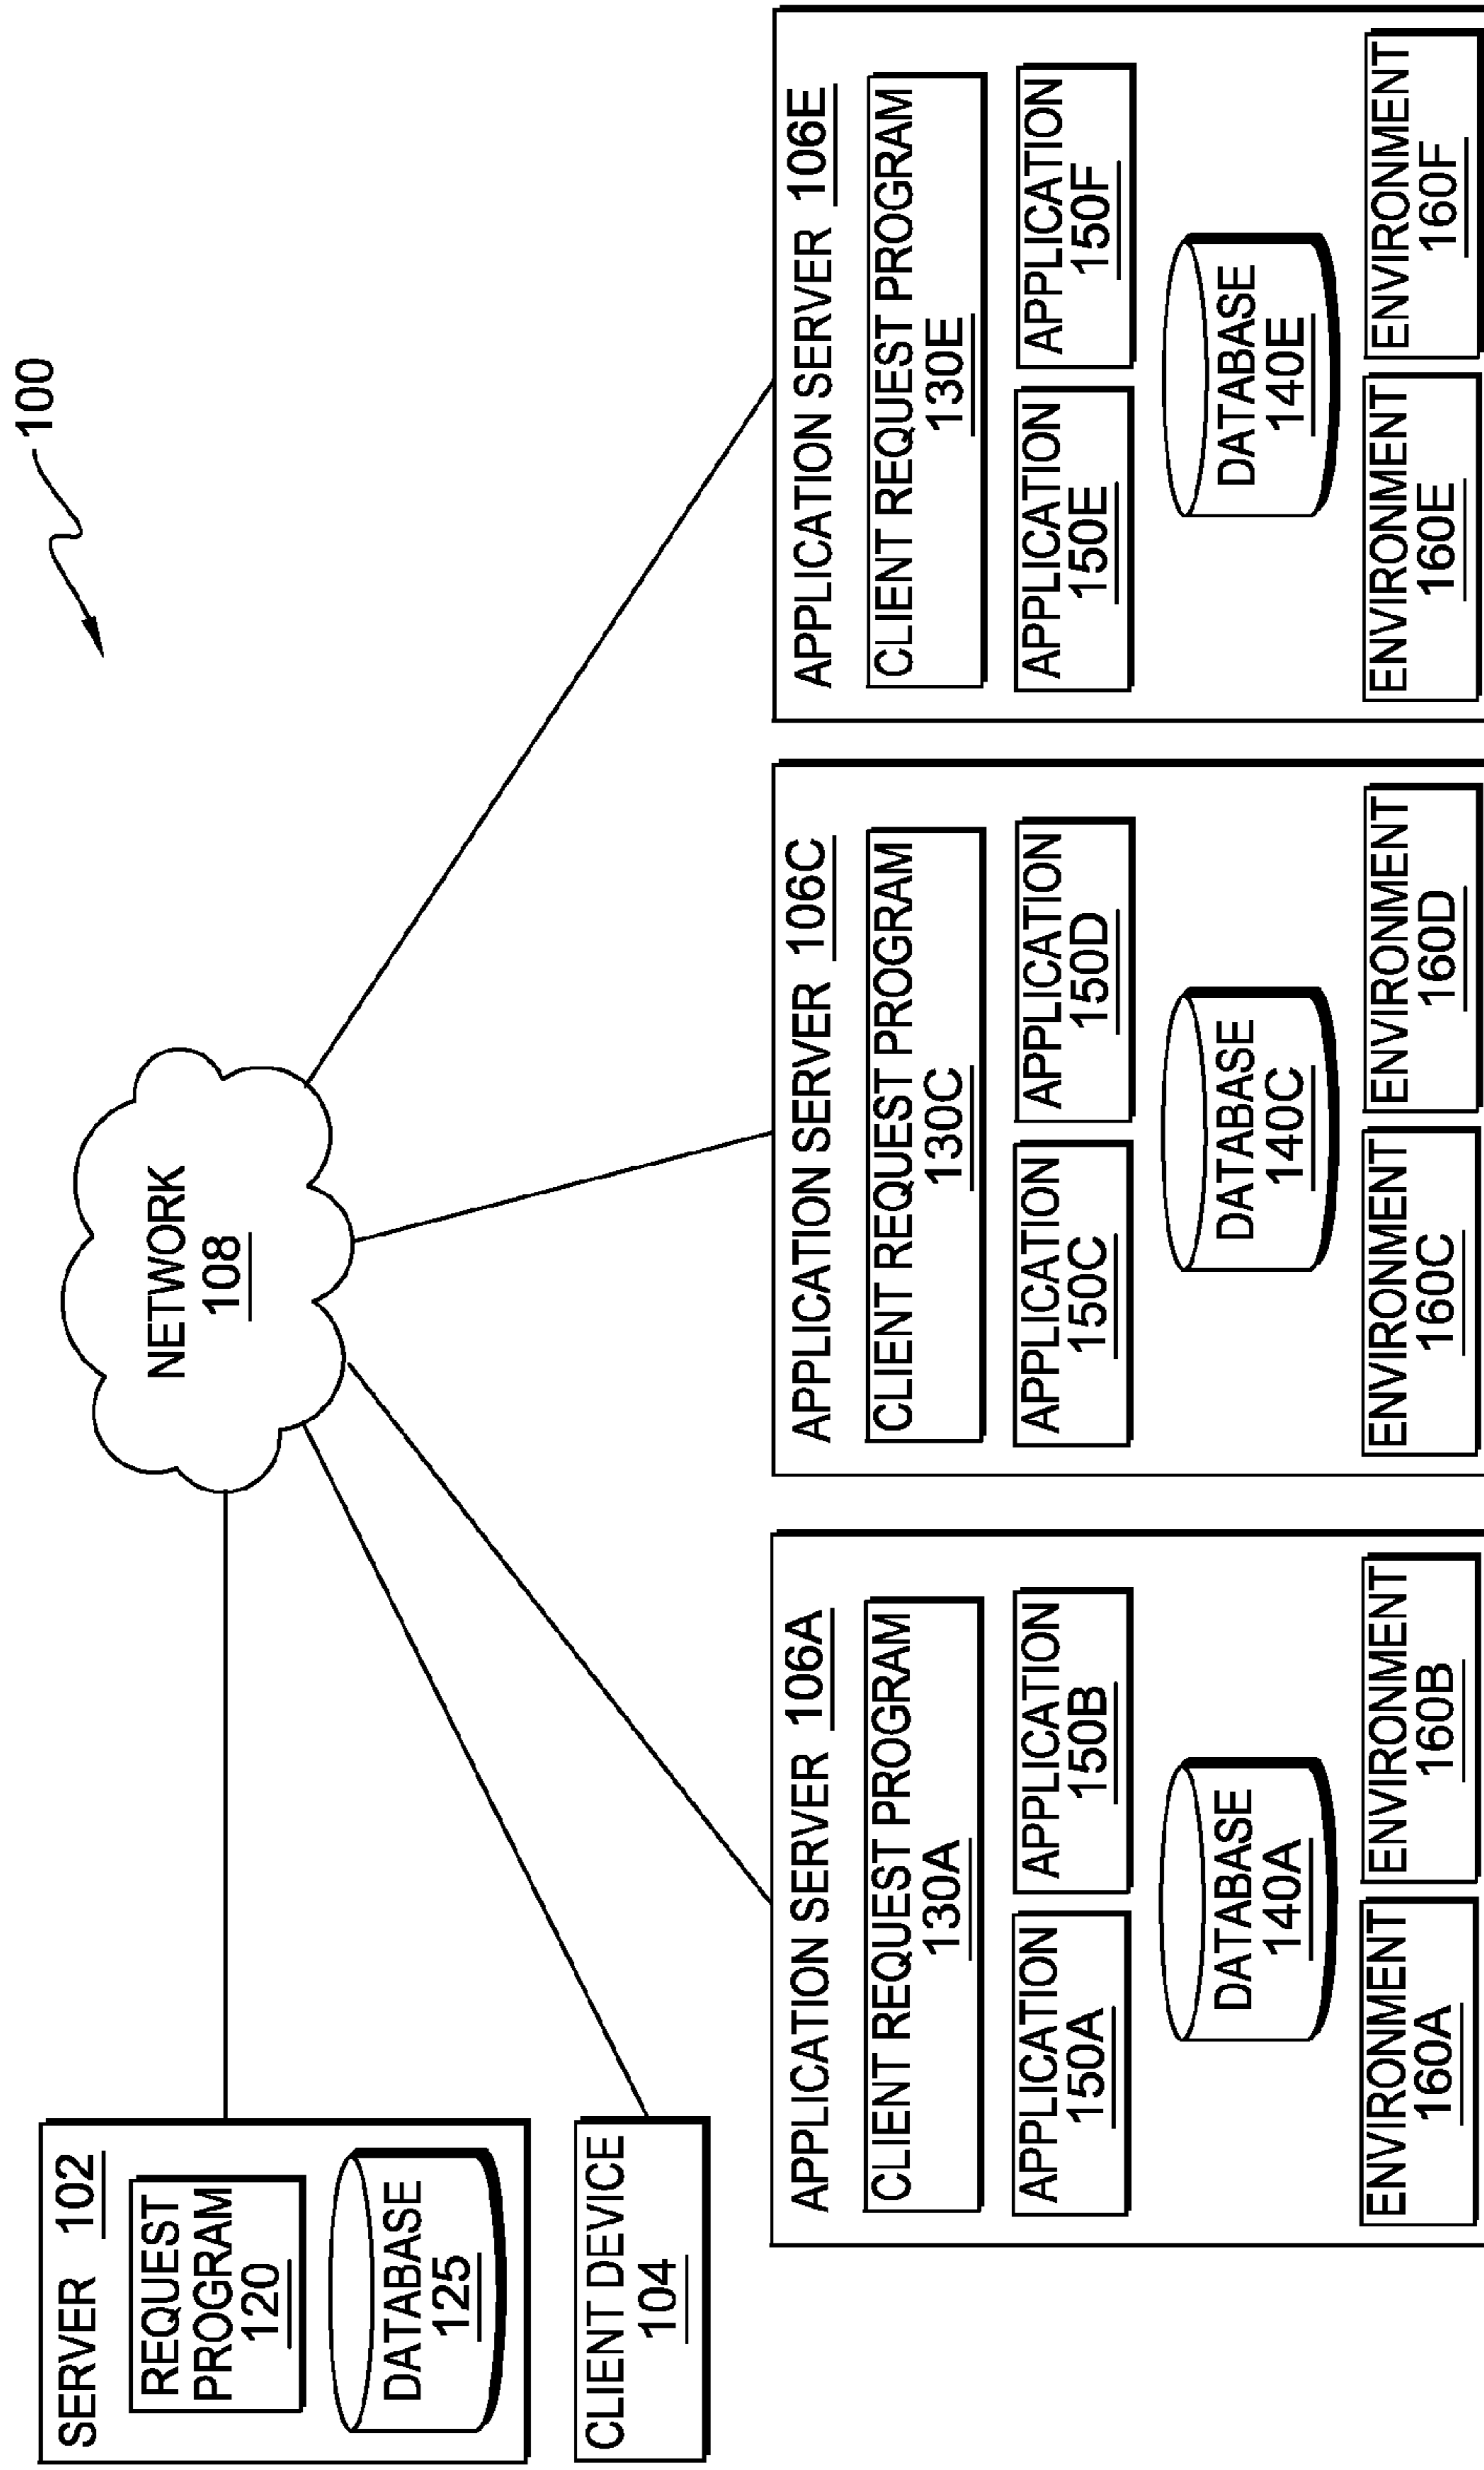 100
NETWORK
108
SERVER 102
REQUEST
PROGRAM
120
DATABASE
125
CLIENT DEVICE
104
APPLICATION SERVER 106A
CLIENT REQUEST PROGRAM
130A
APPLICATION
150A
APPLICATION
150B
DATABASE
140A
ENVIRONMENT
160A
ENVIRONMENT
160B
APPLICATION SERVER 106C
CLIENT REQUEST PROGRAM
130C
APPLICATION
150C
APPLICATION
150D
DATABASE
140C
ENVIRONMENT
160C
ENVIRONMENT
160D
APPLICATION SERVER 106E
CLIENT REQUEST PROGRAM
130E
APPLICATION
150E
APPLICATION
150F
DATABASE
140E
ENVIRONMENT
160E
ENVIRONMENT
160F